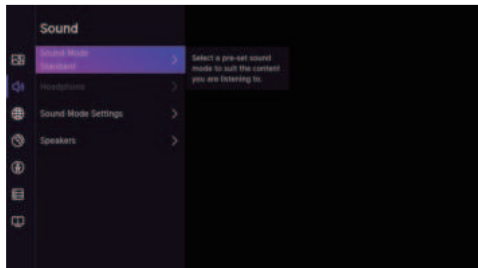 Sound
Sound Mode
Standard
Select a pre-set sound
mode to suit the content
you are listening to.
Headphone
Sound Mode Settings
Speakers